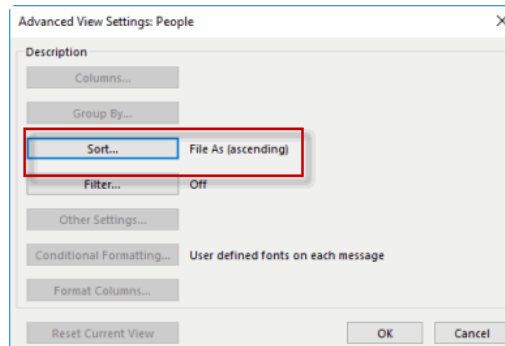 Advanced View Settings: People
Description
Columns...
Group By...
Sort... File As (ascending)
Filter... Off
Other Settings...
Conditional Formatting... User defined fonts on each message
Format Columns...
Reset Current View OK Cancel